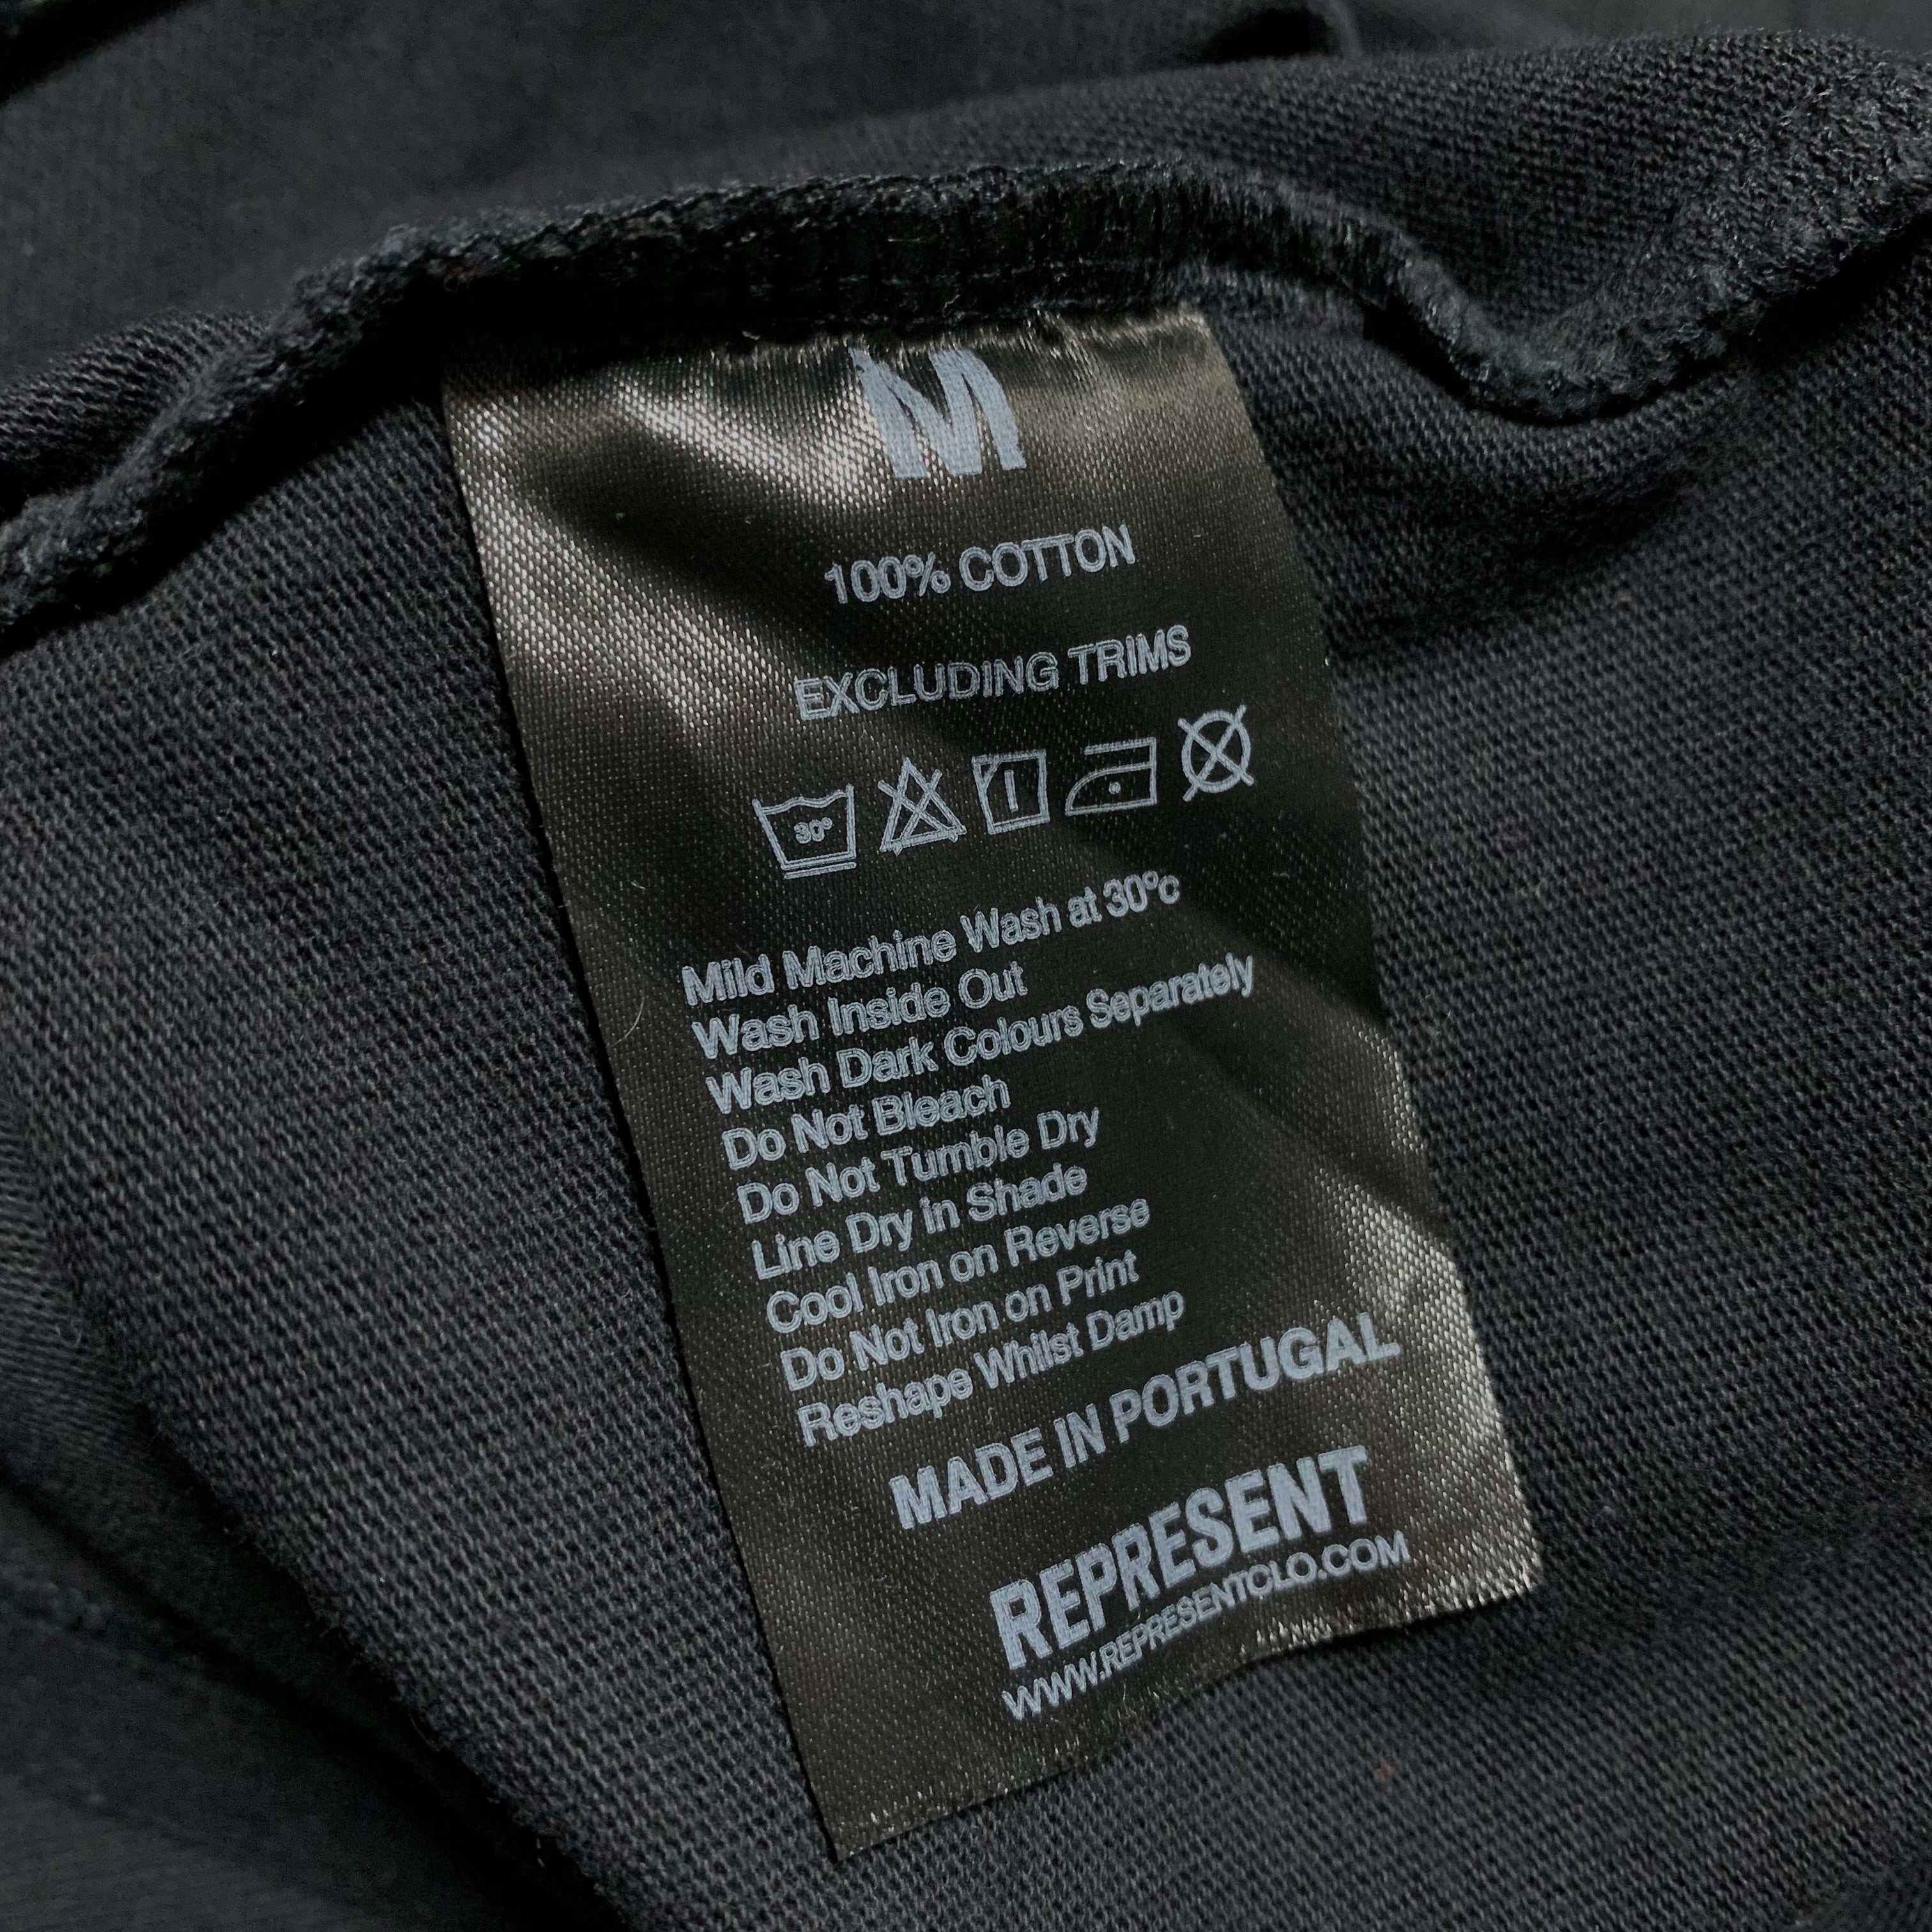 M
100% COTTON
EXCLUDING TRIMS
30°
Mild Machine Wash at 30°c
Wash Inside Out
Wash Dark Colours Separately
Do Not Bleach
Do Not Tumble Dry
Line Dry in Shade
Cool Iron on Reverse
Do Not Iron on Print
Reshape Whilst Damp
MADE IN PORTUGAL
REPRESENT
WWW.REPRESENTCLO.COM